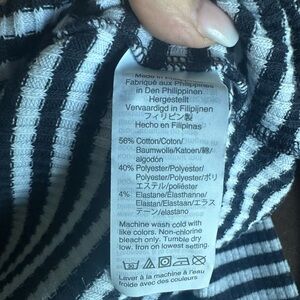 Made in
Fabriqué aux Philippines
in Den Philippinen
Hergestellt
Vervaardigd in Filipijnen
フィリピン製
Hecho en Filipinas
56% Cotton/Coton/
Baumwolle/Katoen/綿/
algodón
40% Polyester/Polyester/
Polyester/Polyester/ポリ
エステル/poliéster
4% Elastane/Élasthanne/
Elastan/Elastaan/エラス
テーン/elastano
Machine wash cold with
like colors. Non-chlorine
bleach only. Tumble dry
low. Iron on lowest setting.
Laver à la machine à l'eau
froide avec des couleurs